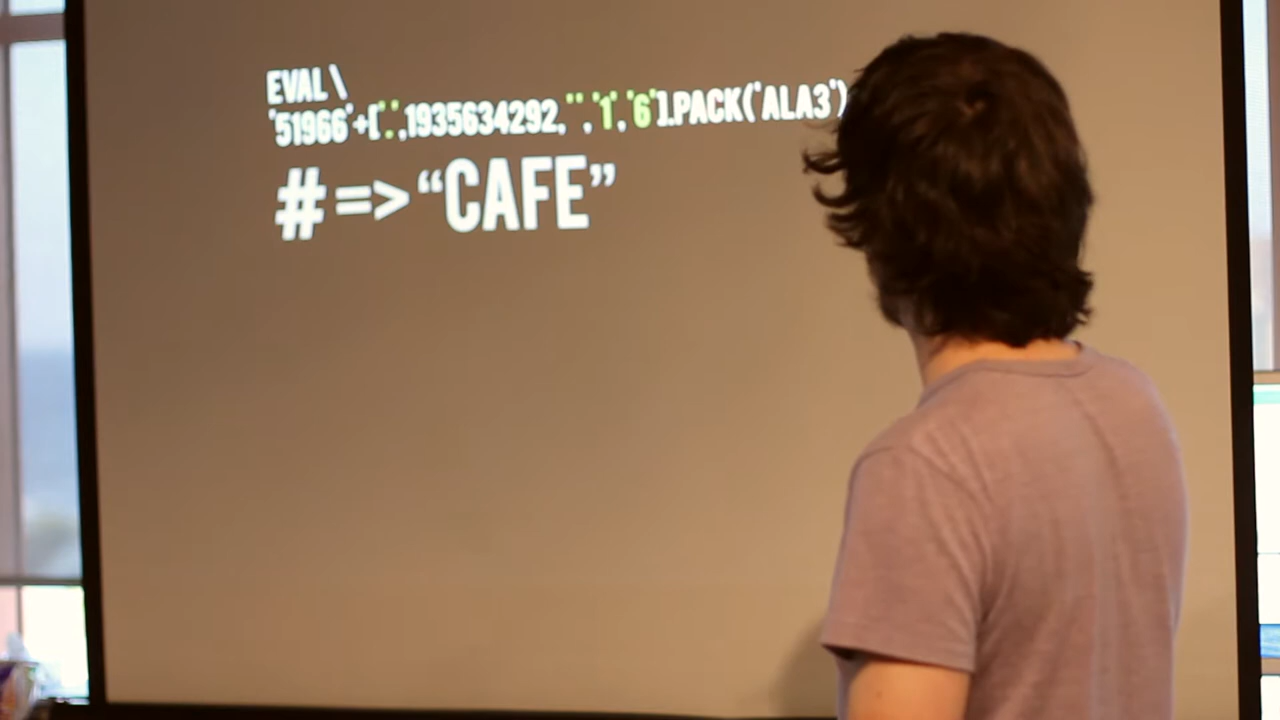 EVAL \
'51966'+['.',1935634292,'','1','6'].PACK('ALA3')
# => “CAFE”